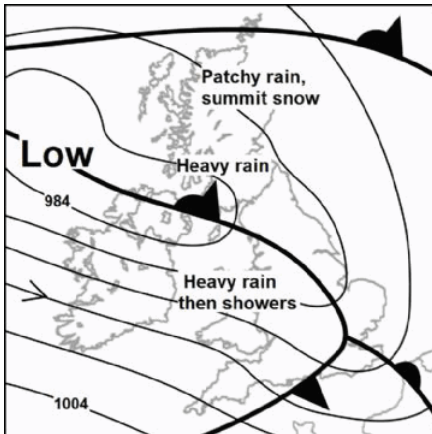 Patchy rain,
summit snow
Low
Heavy rain
984
Heavy rain
then showers
1004